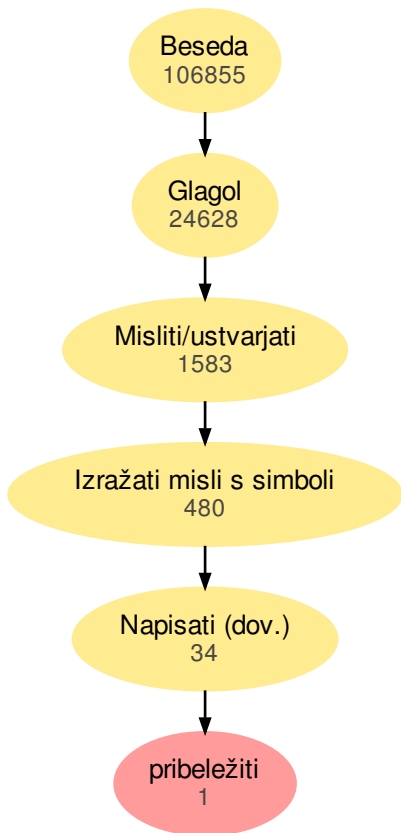 Beseda
106855
Glagol
24628
Misliti/ustvarjati
1583
Izražati misli s simboli
480
Napisati (dov.)
34
pribeležiti
1